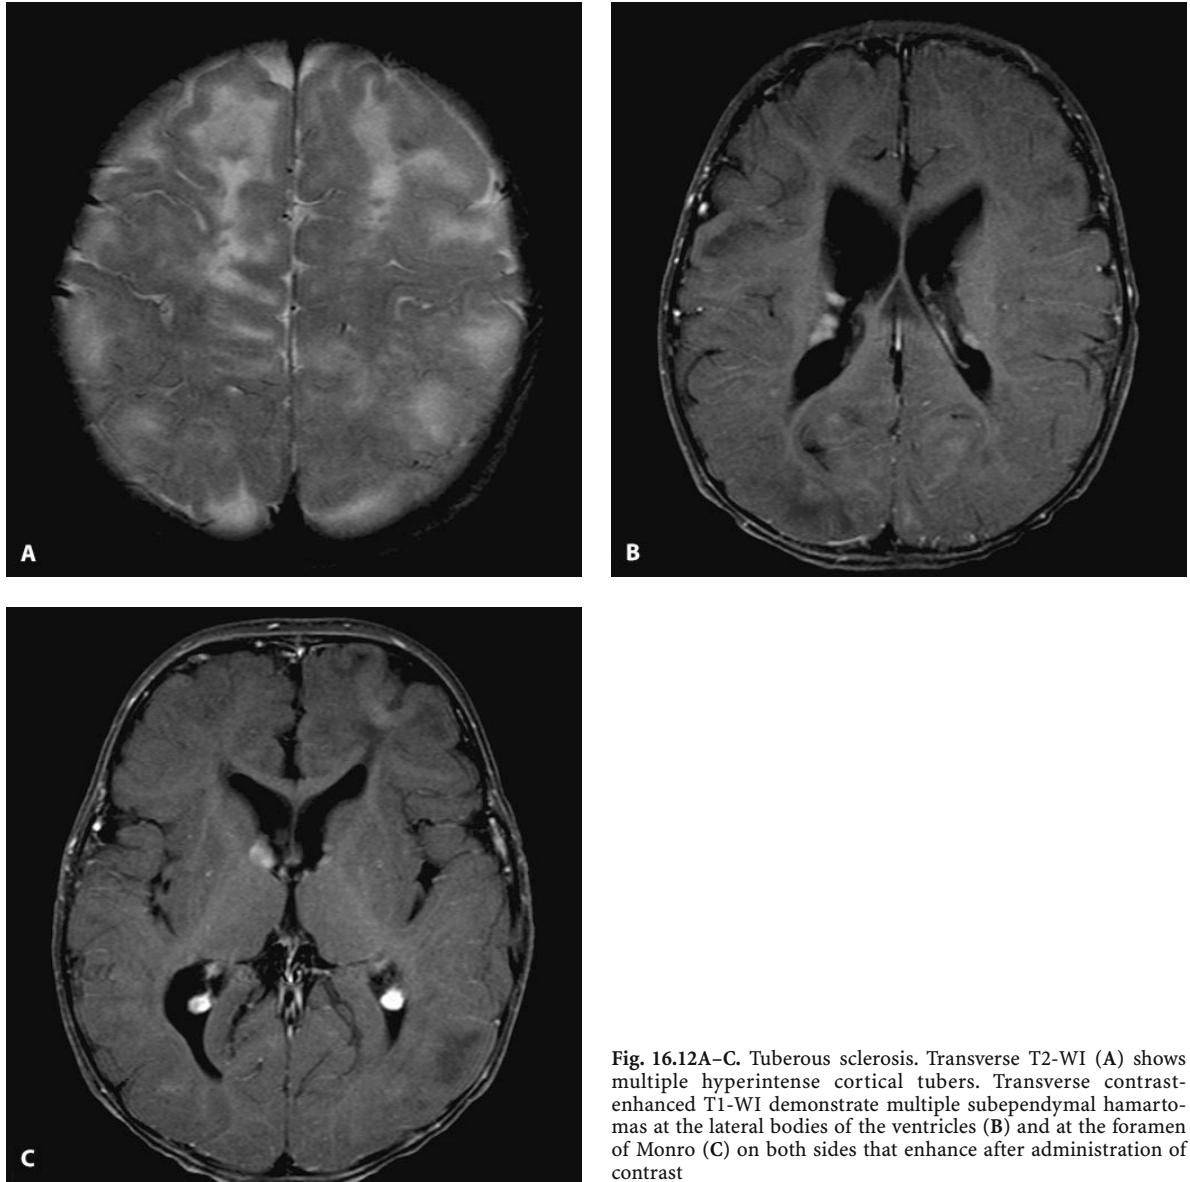 A
B
C
Fig. 16.12A–C. Tuberous sclerosis. Transverse T2-WI (A) shows
multiple hyperintense cortical tubers. Transverse contrast-
enhanced T1-WI demonstrate multiple subependymal hamarto-
mas at the lateral bodies of the ventricles (B) and at the foramen
of Monro (C) on both sides that enhance after administration of
contrast